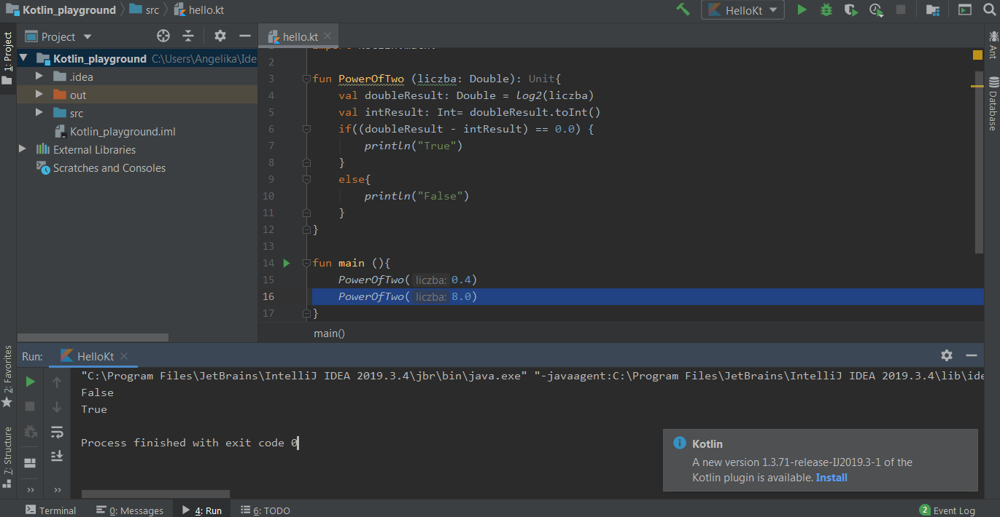 Kotlin_playground
src
hello.kt
HelloKt
1: Project
Project
hello.kt
Kotlin_playground C:\Users\Angelika\Ide
.idea
out
src
Kotlin_playground.iml
External Libraries
Scratches and Consoles
2
3 fun PowerOfTwo (liczba: Double): Unit{
4 val doubleResult: Double = log2(liczba)
5 val intResult: Int= doubleResult.toInt()
6 if((doubleResult - intResult) == 0.0) {
7 println("True")
8 }
9 else{
10 println("False")
11 }
12 }
13
14 fun main (){
15 PowerOfTwo( liczba: 0.4)
16 PowerOfTwo( liczba: 8.0)
17 }
main()
Ant
Database
2: Favorites
7: Structure
Run: HelloKt
"C:\Program Files\JetBrains\IntelliJ IDEA 2019.3.4\jbr\bin\java.exe" "-javaagent:C:\Program Files\JetBrains\IntelliJ IDEA 2019.3.4\lib\ide
False
True
Process finished with exit code 0
Kotlin
A new version 1.3.71-release-IJ2019.3-1 of the
Kotlin plugin is available. Install
Terminal
0: Messages
4: Run
6: TODO
2 Event Log